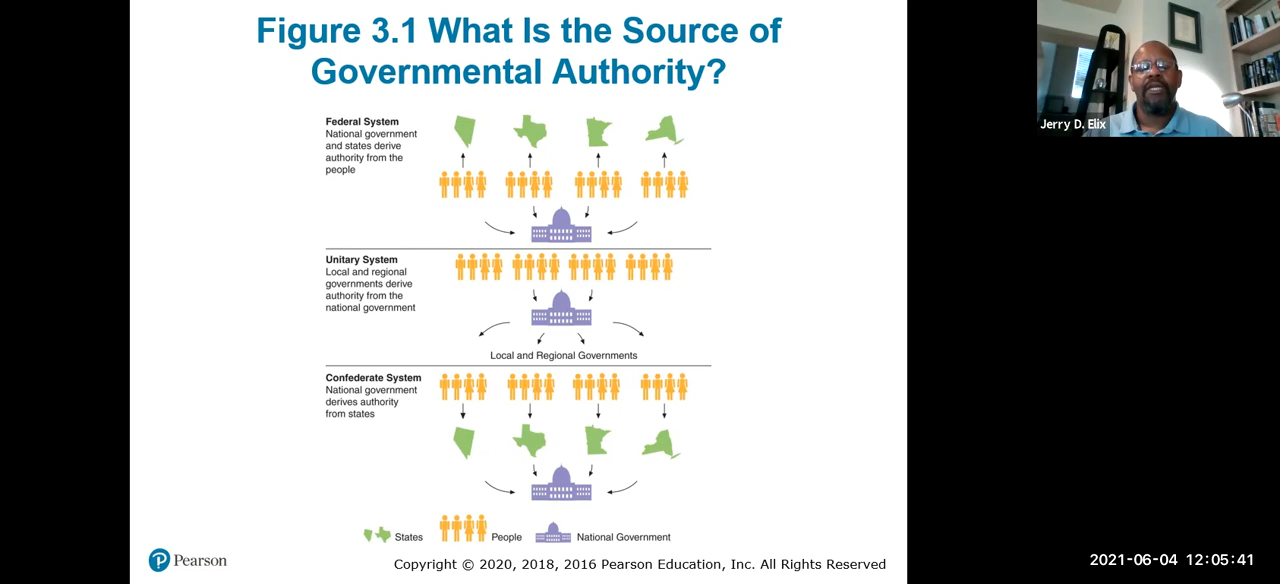 Figure 3.1 What Is the Source of
Governmental Authority?
Jerry D. Elix
Federal System
National government
and states derive
authority from the
people
Unitary System
Local and regional
governments derive
authority from the
national government
Local and Regional Governments
Confederate System
National government
derives authority
from states
States
People
National Government
Pearson
Copyright © 2020, 2018, 2016 Pearson Education, Inc. All Rights Reserved
2021-06-04 12:05:41